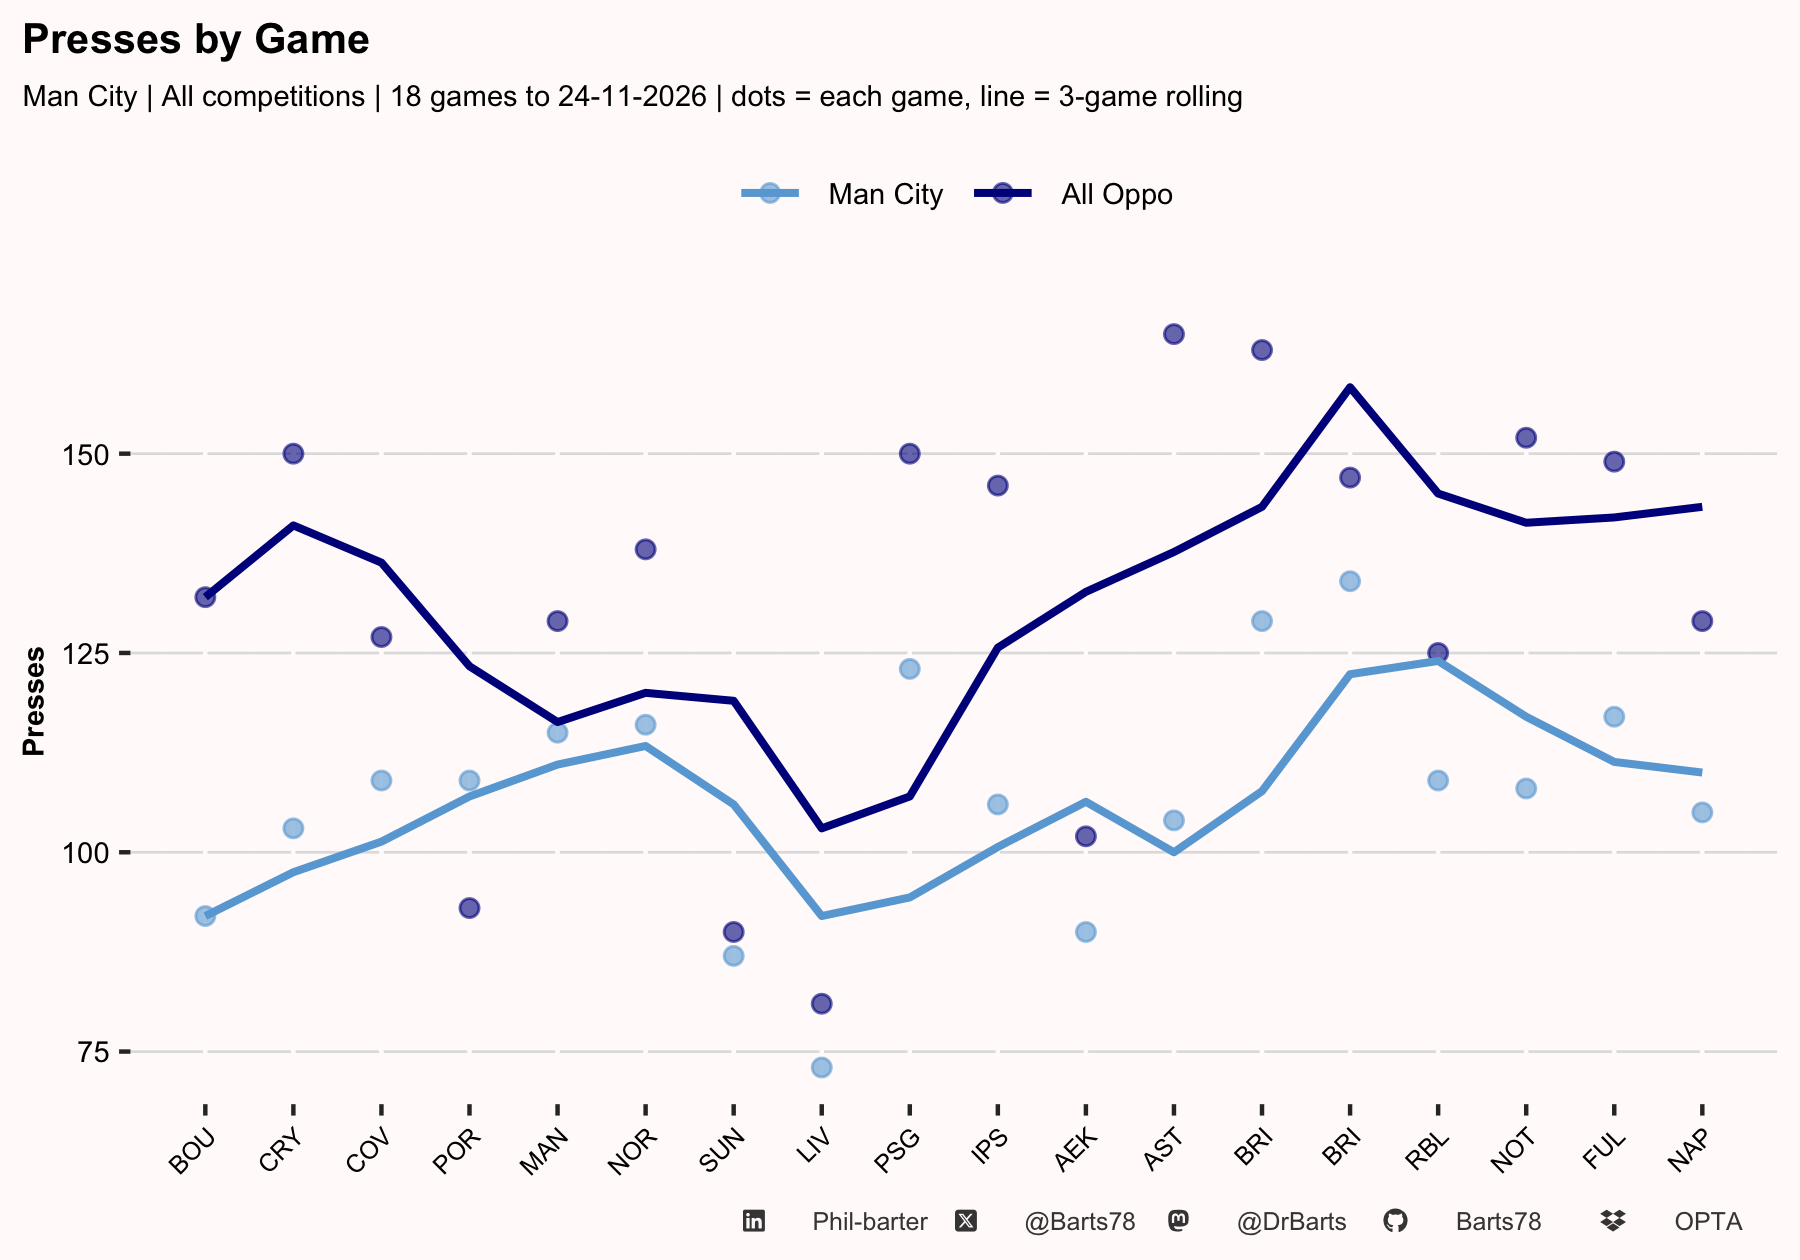 Presses by Game
Man City | All competitions | 18 games to 24-11-2026 | dots = each game, line = 3-game rolling
Man City All Oppo
Presses
150
125
100
75
BOU CRY COV POR MAN NOR SUN LIV PSG IPS AEK AST BRI BRI RBL NOT FUL NAP
Phil-barter @Barts78 @DrBarts Barts78 OPTA